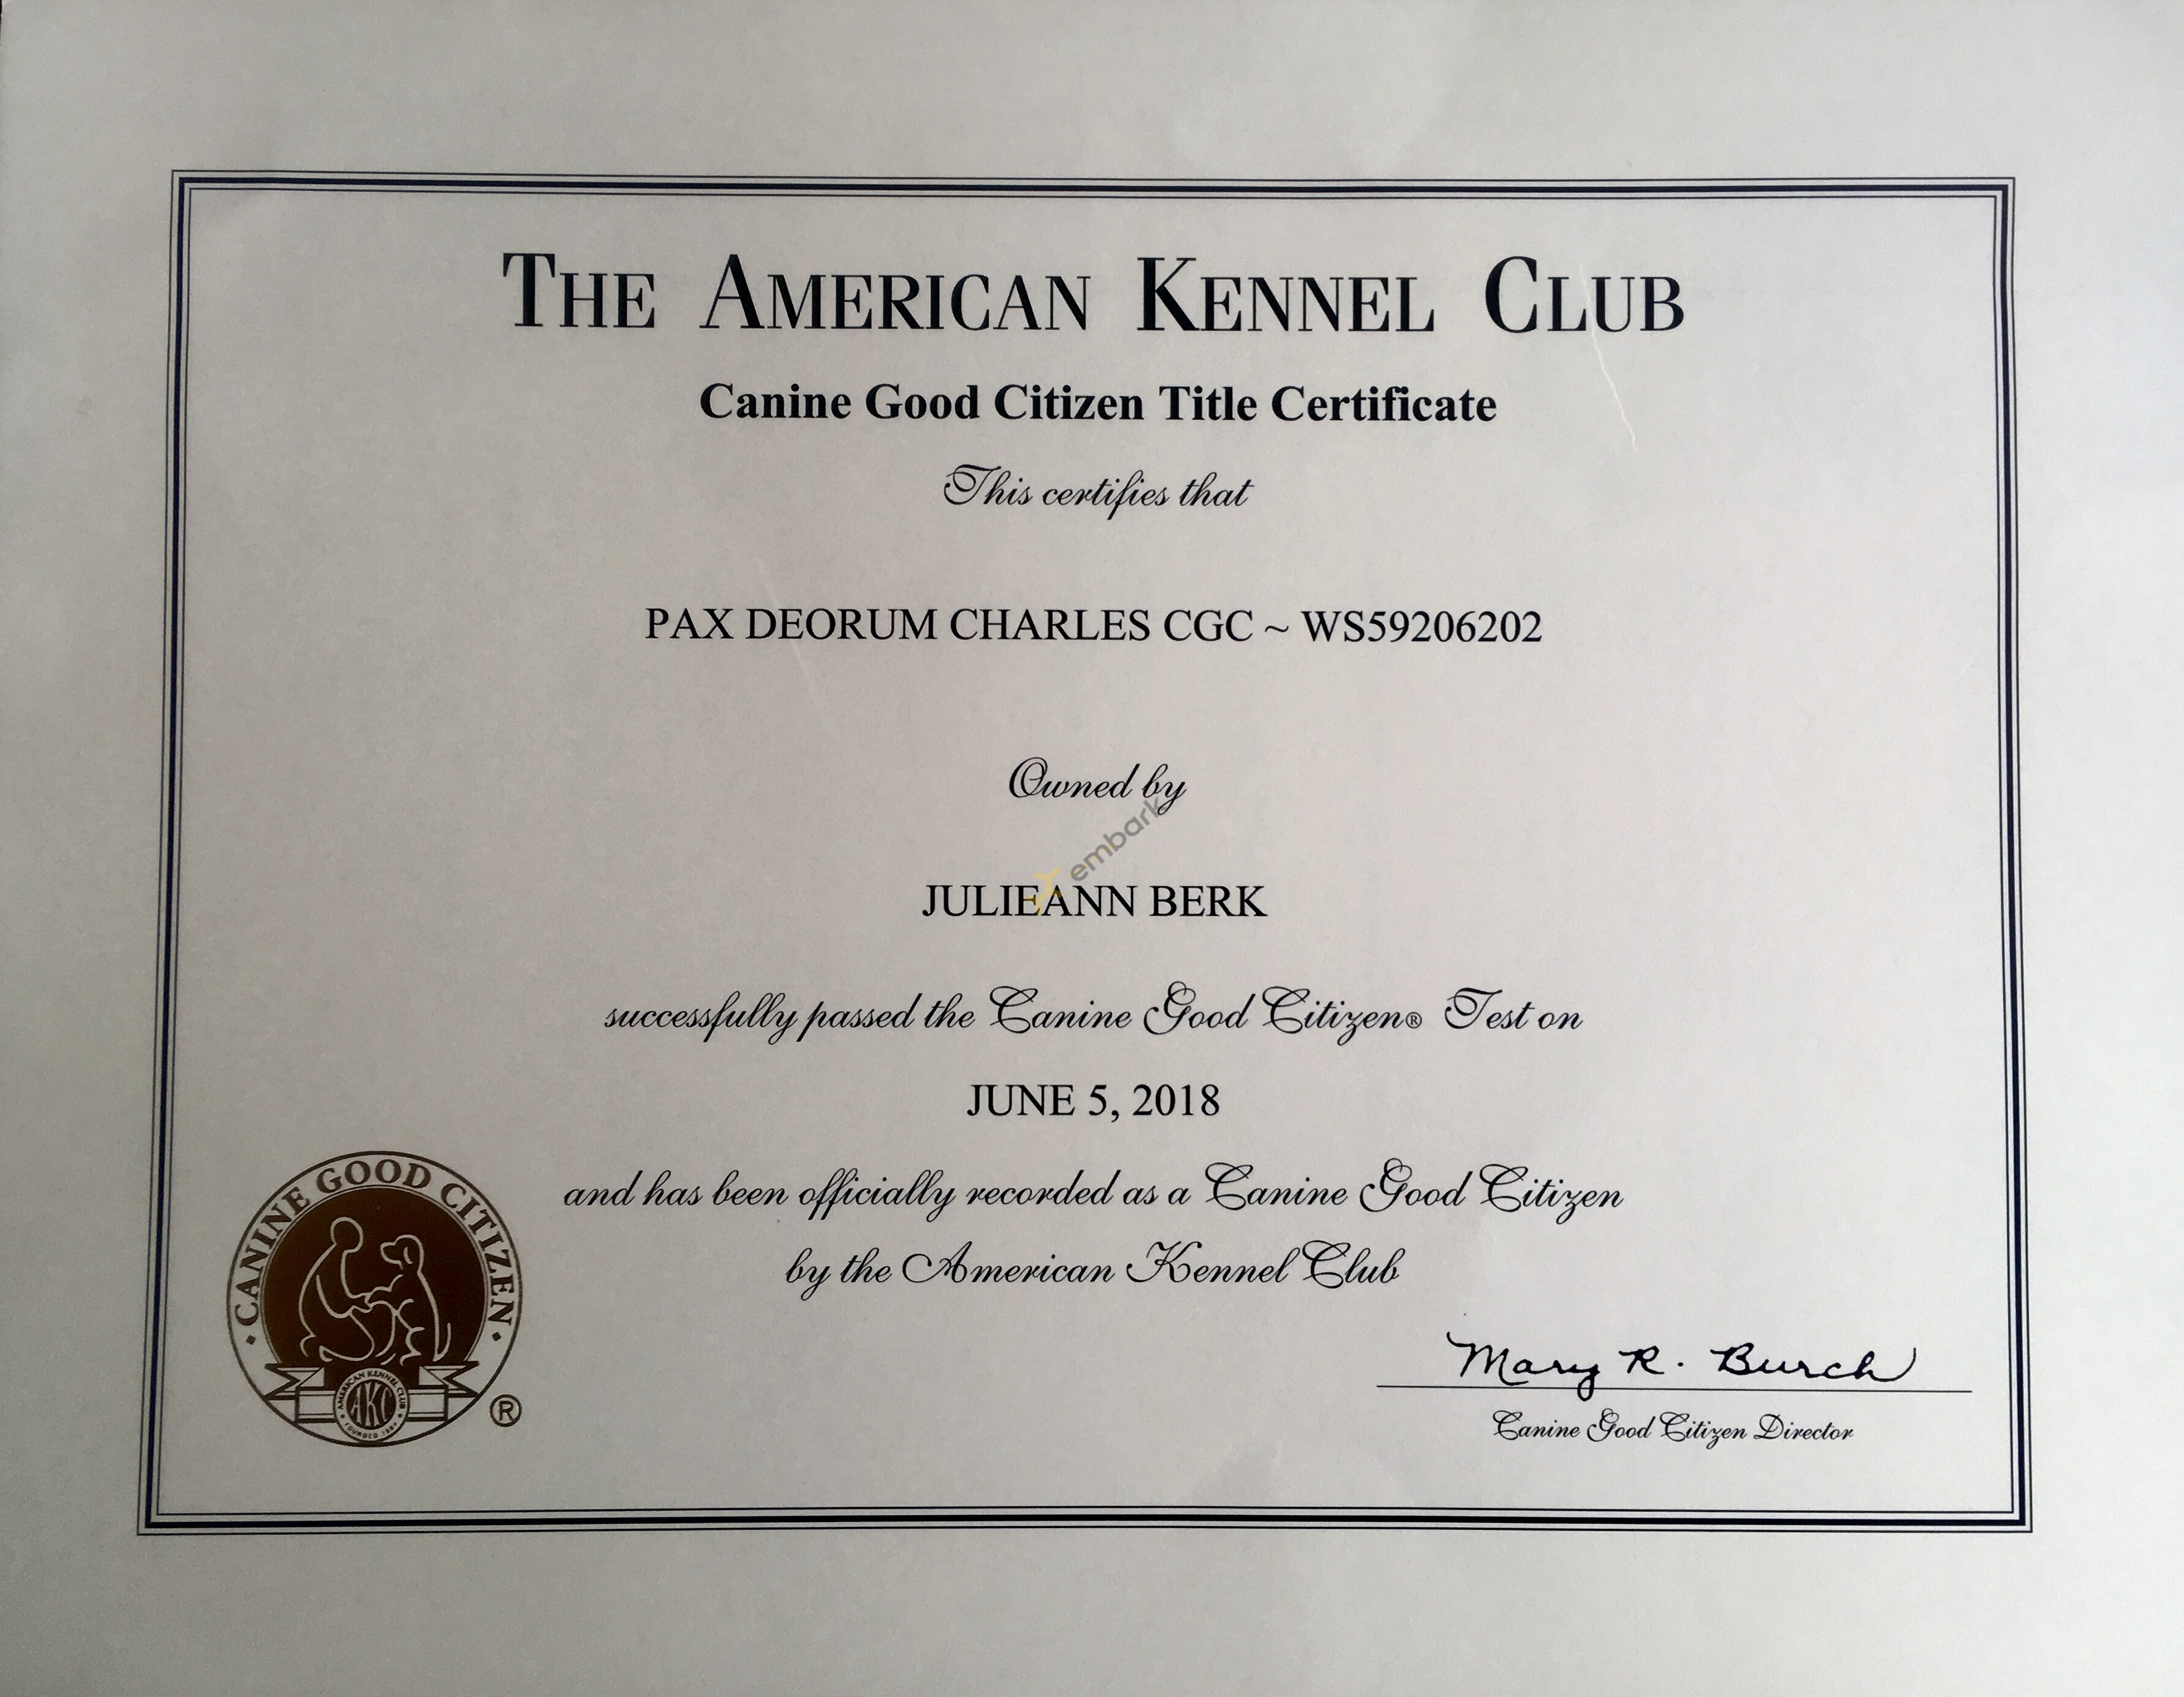 THE AMERICAN KENNEL CLUB
Canine Good Citizen Title Certificate
This certifies that
PAX DEORUM CHARLES CGC ~ WS59206202
Owned by
embark
JULIEANN BERK
successfully passed the Canine Good Citizen® Test on
JUNE 5, 2018
and has been officially recorded as a Canine Good Citizen
by the American Kennel Club
CANINE GOOD CITIZEN
AMERICAN KENNEL CLUB
AKC
FOUNDED 1884
®
Mary R. Burch
Canine Good Citizen Director